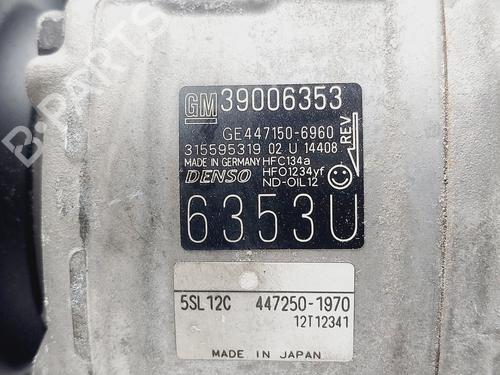 GM 39006353
GE447150-6960
315595319 02 U 14408
MADE IN GERMANY HFC134a
DENSO HFO1234yf
ND-OIL12
REV
6353U
5SL12C 447250-1970
12T12341
MADE IN JAPAN
B-PARTS